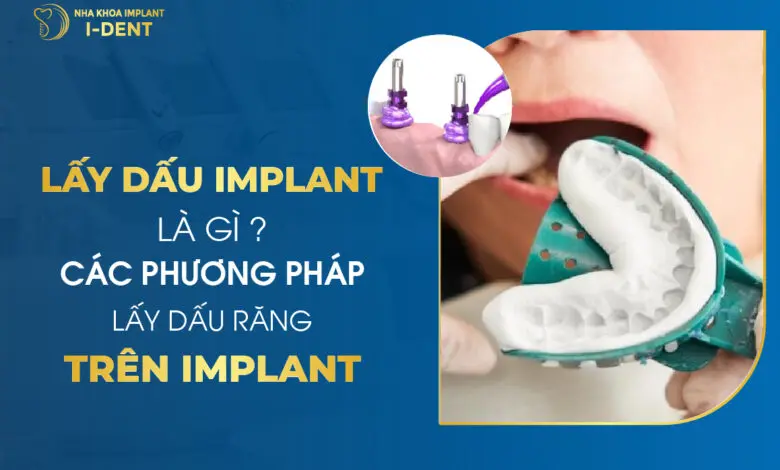 NHA KHOA IMPLANT
I-DENT
LẤY DẤU IMPLANT
LÀ GÌ ?
CÁC PHƯƠNG PHÁP
LẤY DẤU RĂNG
TRÊN IMPLANT